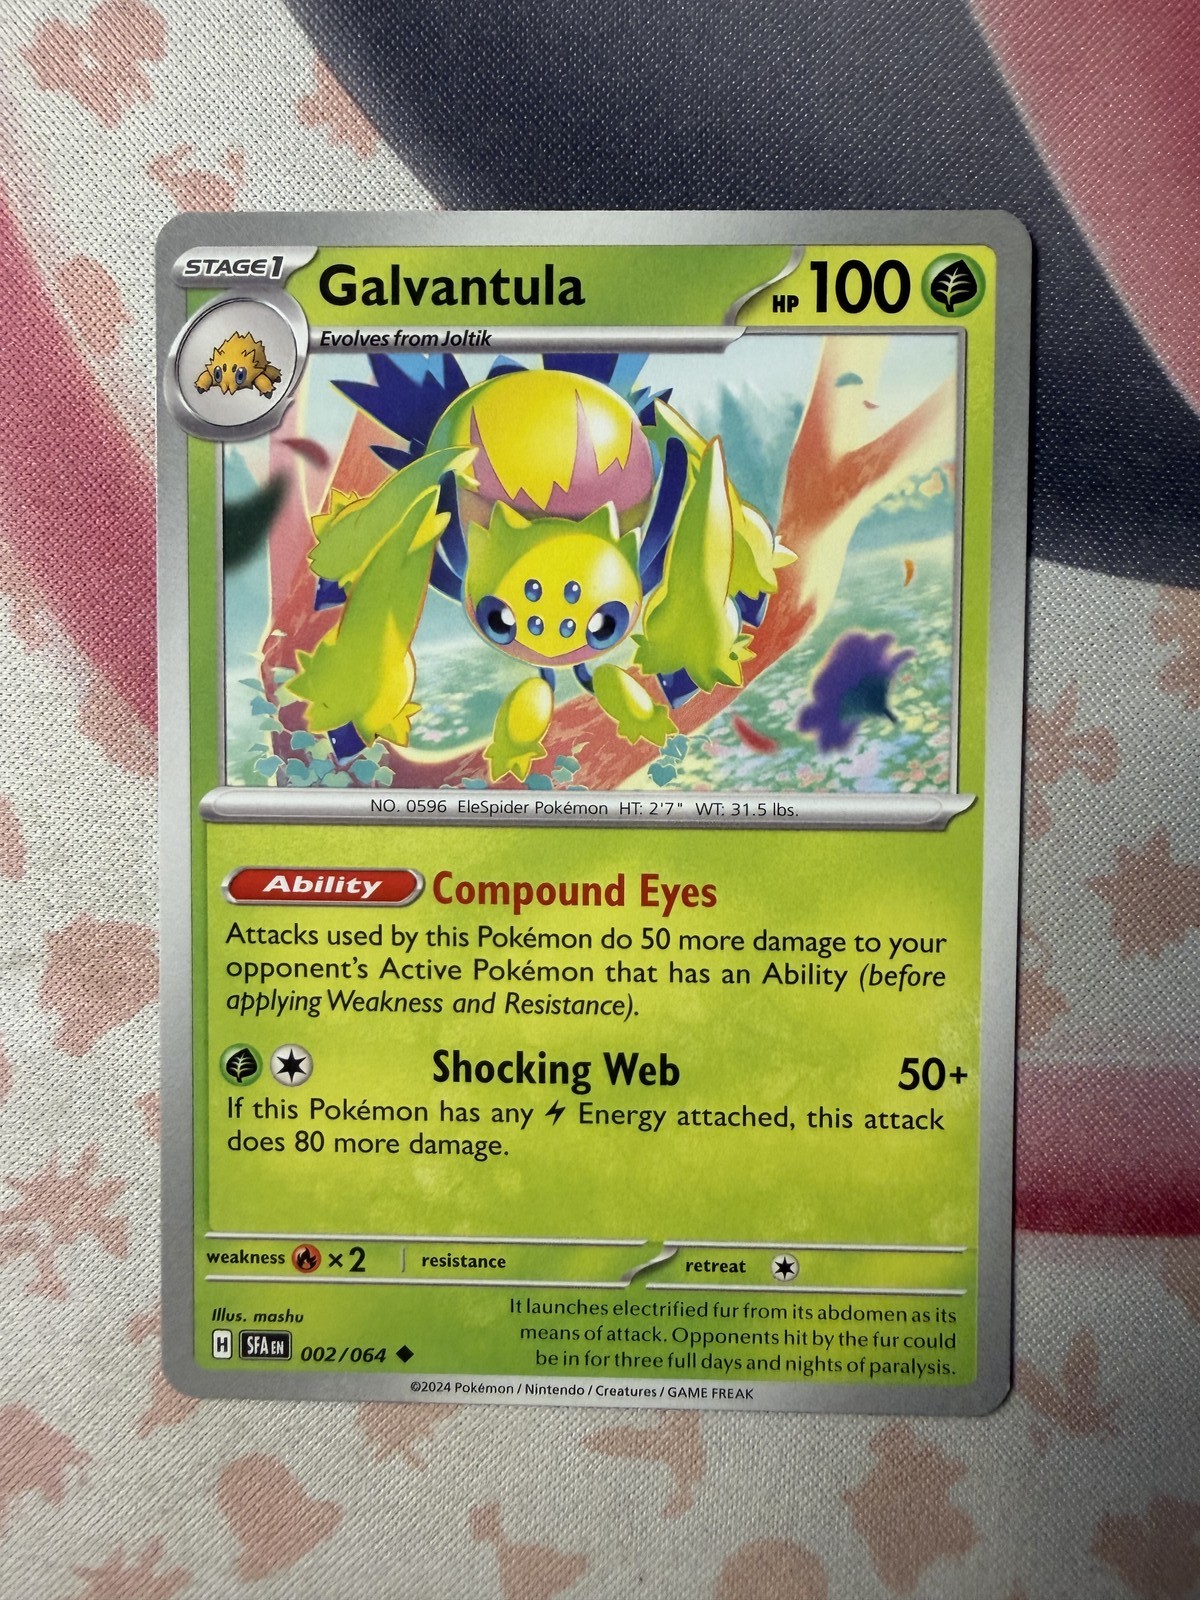 STAGE1 Galvantula HP 100
Evolves from Joltik
NO. 0596 EleSpider Pokémon HT: 2'7" WT: 31.5 lbs.
Ability Compound Eyes
Attacks used by this Pokémon do 50 more damage to your
opponent's Active Pokémon that has an Ability (before
applying Weakness and Resistance).
Shocking Web 50+
If this Pokémon has any Energy attached, this attack
does 80 more damage.
weakness ×2 resistance retreat
Illus. mashu
H SFA EN 002/064
It launches electrified fur from its abdomen as its
means of attack. Opponents hit by the fur could
be in for three full days and nights of paralysis.
©2024 Pokémon / Nintendo / Creatures / GAME FREAK